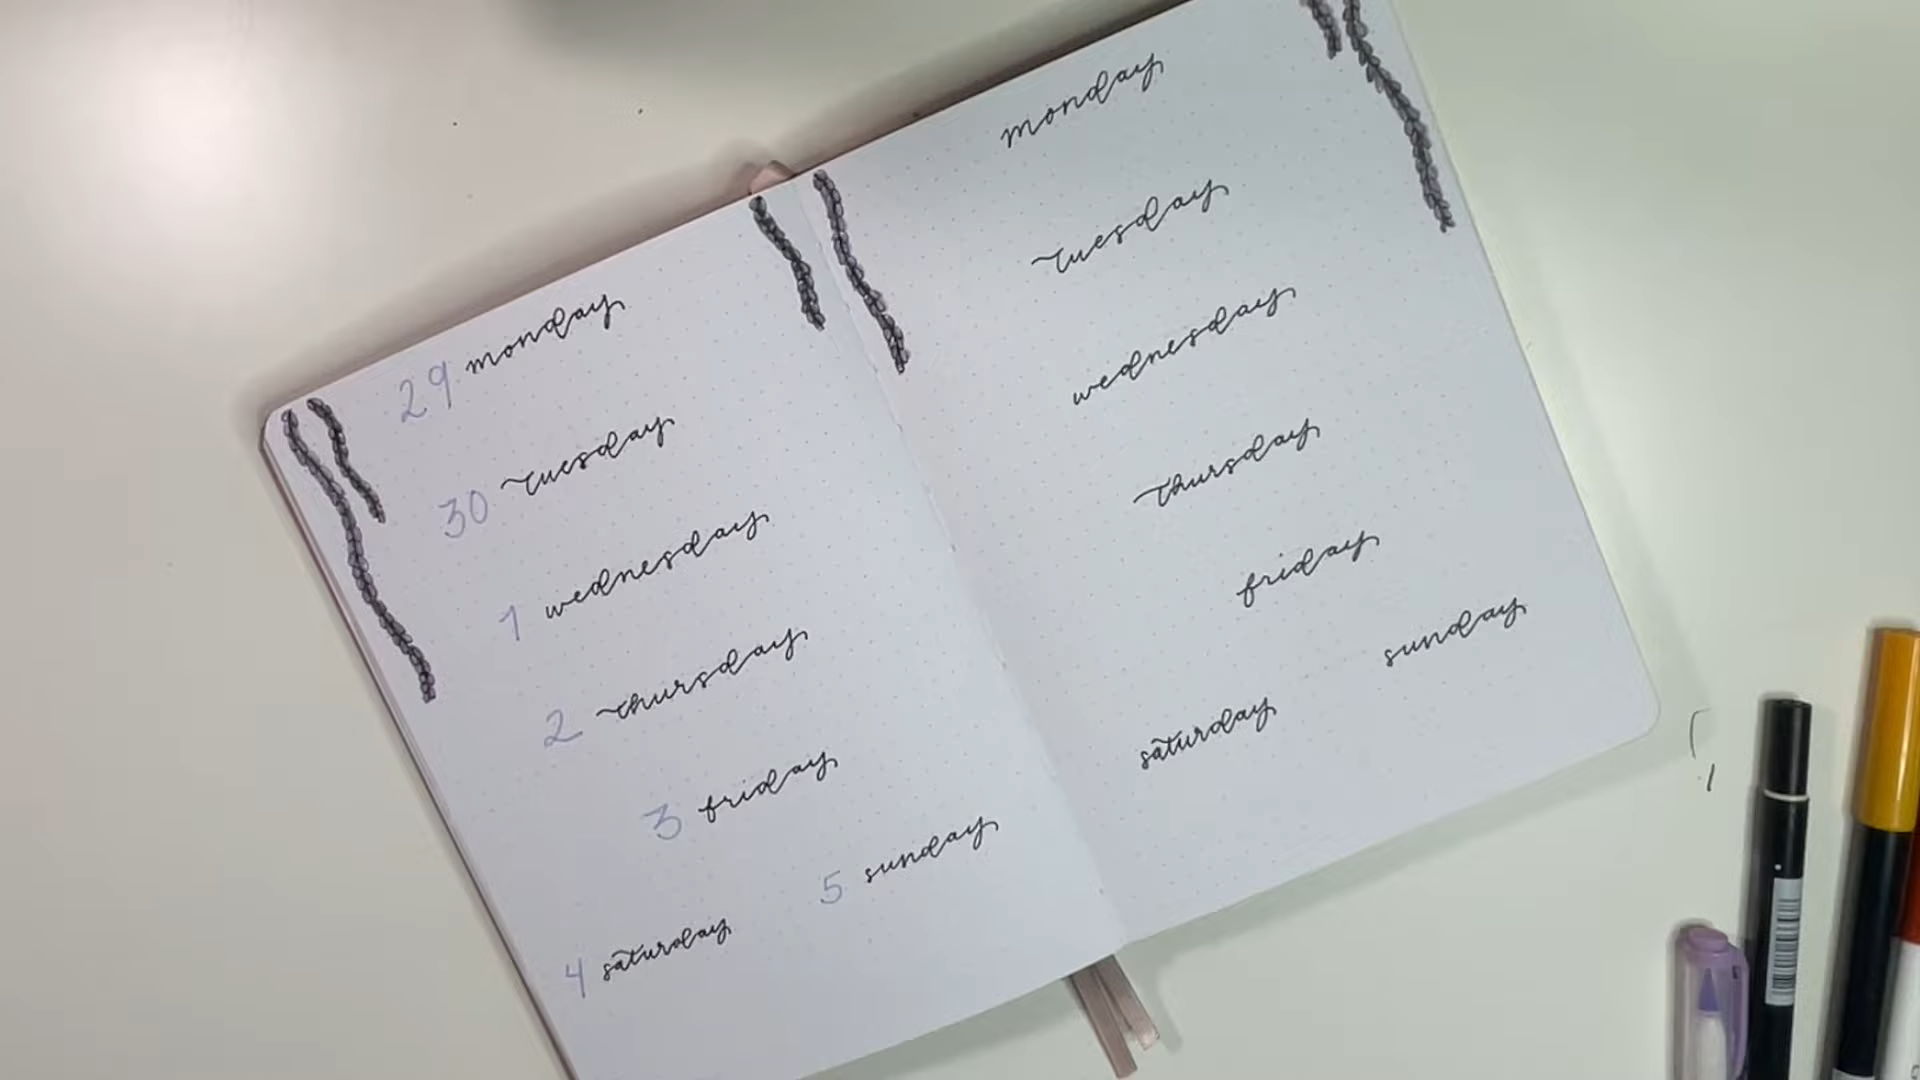 29 monday
30 Tuesday
1 wednesday
2 Thursday
3 friday
4 saturday
5 sunday
monday
Tuesday
wednesday
Thursday
friday
saturday
sunday